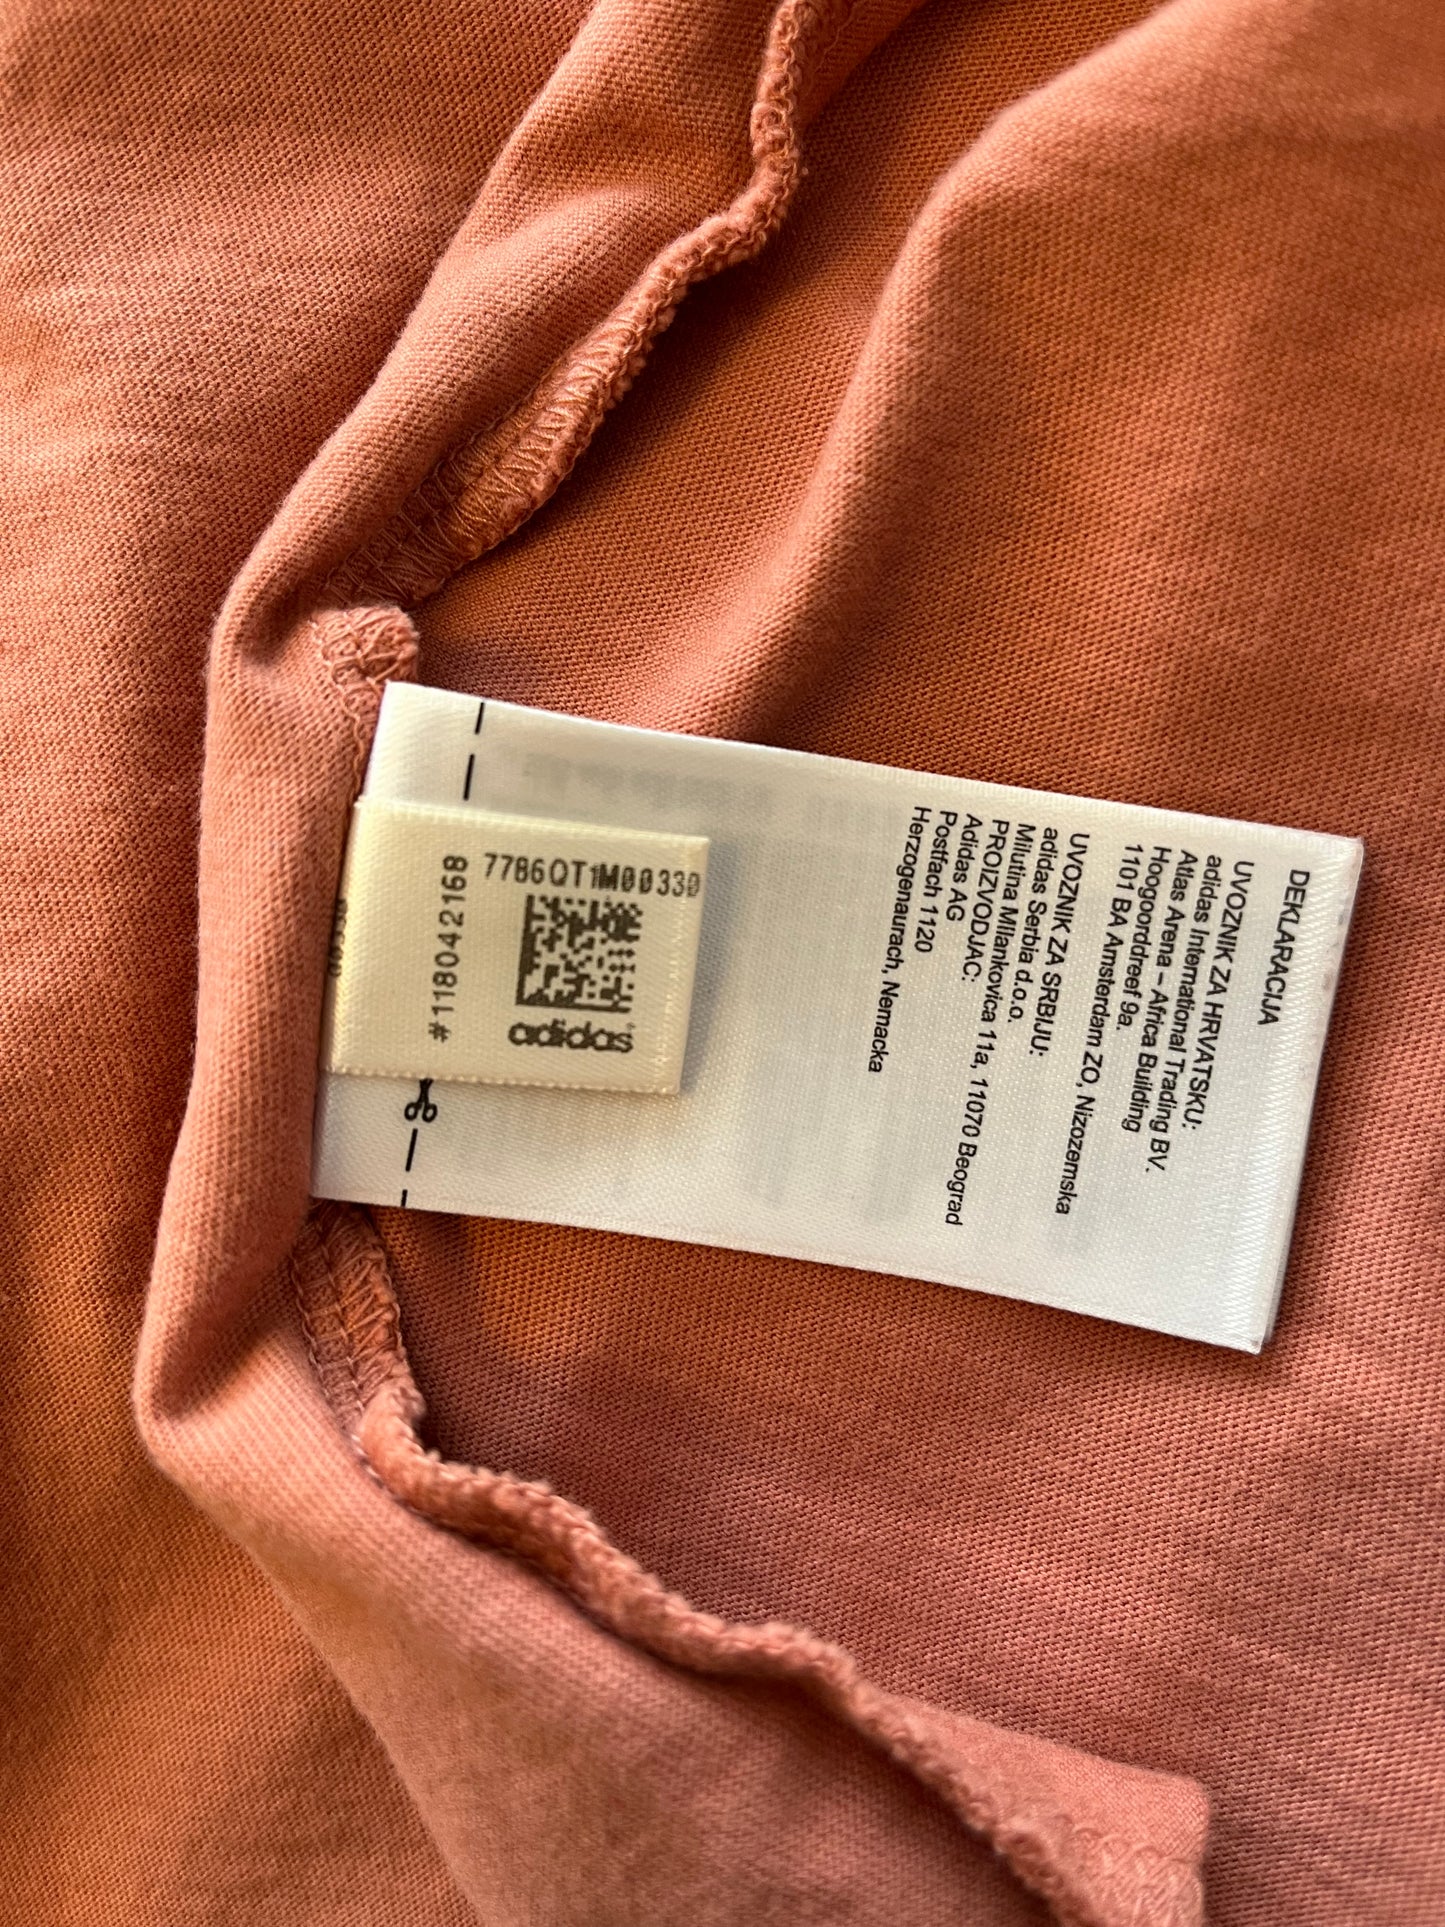 DEKLARACIJA
UVOZNIK ZA HRVATSKU:
adidas International Trading BV.
Atlas Arena – Africa Building
Hoogoorddreef 9a.
1101 BA Amsterdam ZO, Nizozemska
UVOZNIK ZA SRBIJU:
adidas Serbia d.o.o.
Milutina Milankovica 11a, 11070 Beograd
PROIZVODJAC:
Adidas AG
Postfach 1120
Herzogenaurach, Nemacka
7786QT1M00330
adidas
#118042168